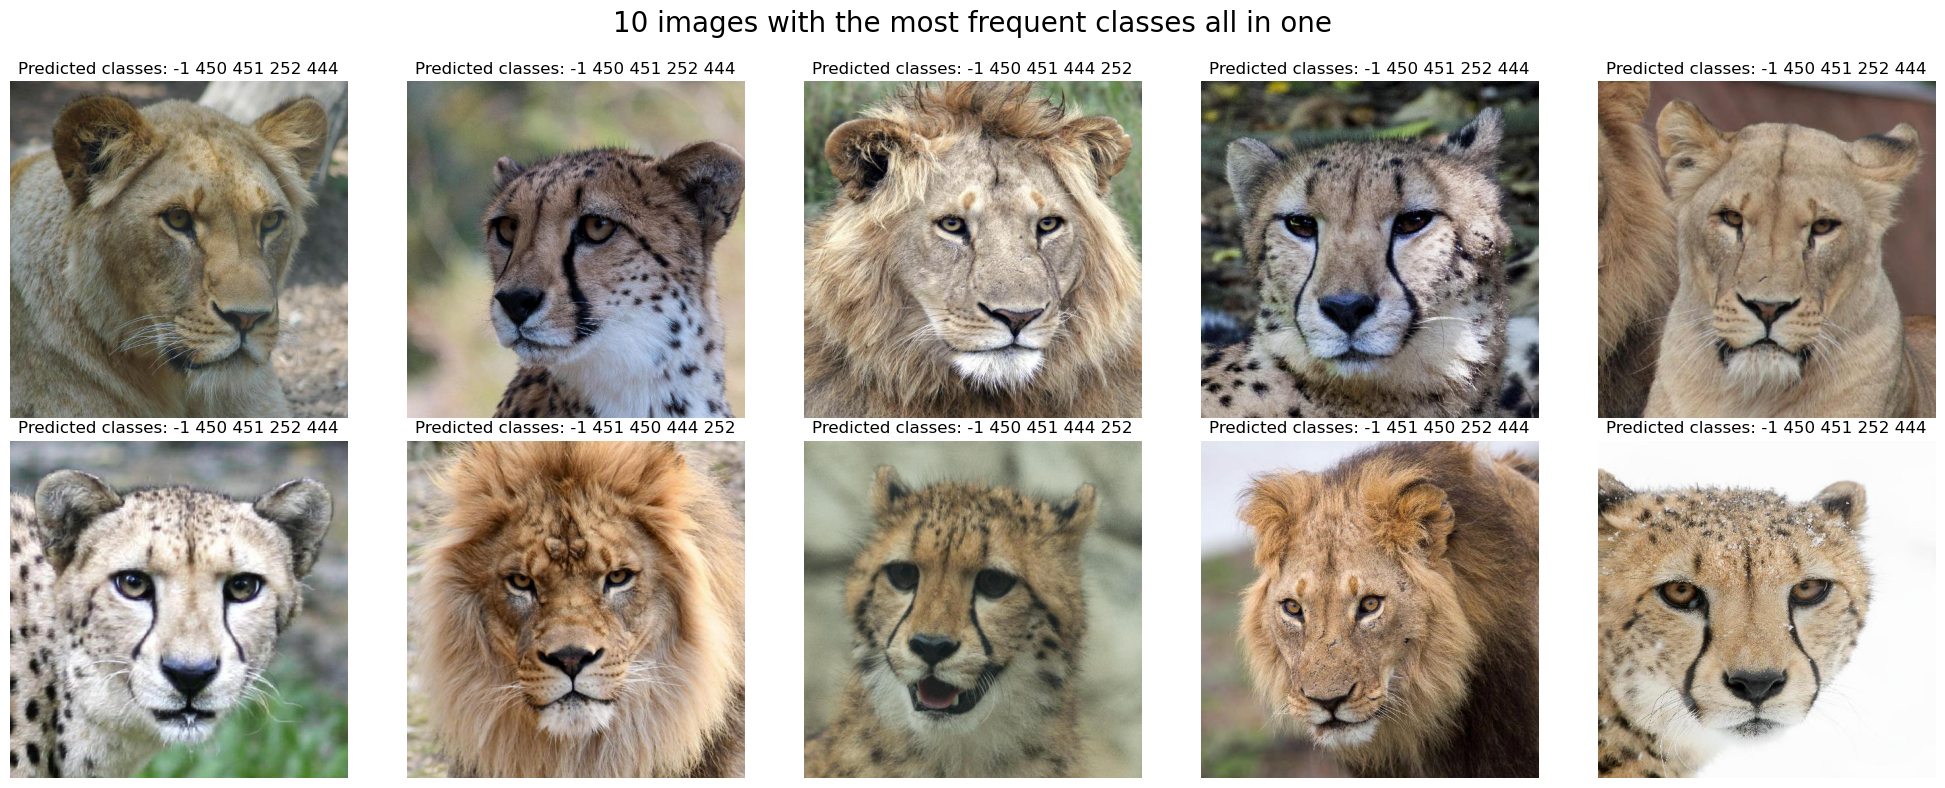 10 images with the most frequent classes all in one
Predicted classes: -1 450 451 252 444
Predicted classes: -1 450 451 252 444
Predicted classes: -1 450 451 444 252
Predicted classes: -1 450 451 252 444
Predicted classes: -1 450 451 252 444
Predicted classes: -1 450 451 252 444
Predicted classes: -1 451 450 444 252
Predicted classes: -1 450 451 444 252
Predicted classes: -1 451 450 252 444
Predicted classes: -1 450 451 252 444